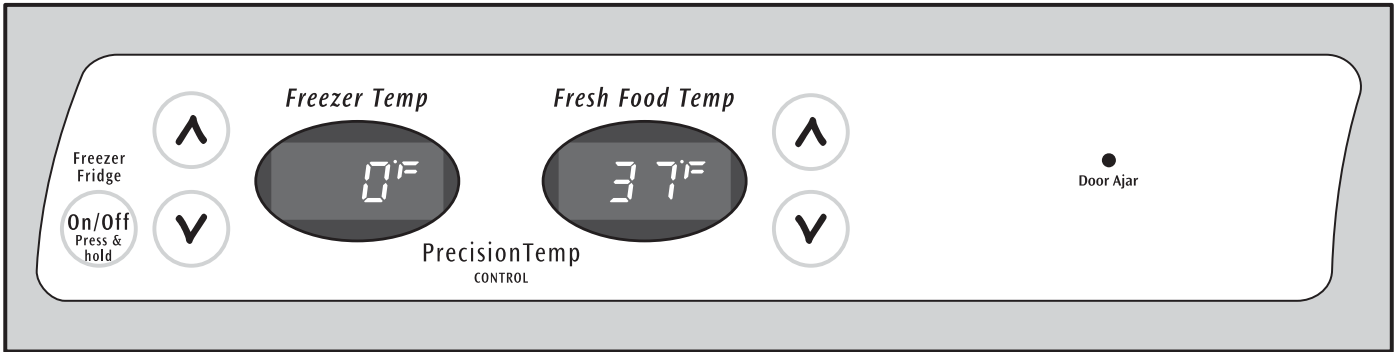 Freezer Temp
Fresh Food Temp
Freezer
Fridge
On/Off
Press &
hold
0°F
37°F
PrecisionTemp
CONTROL
Door Ajar